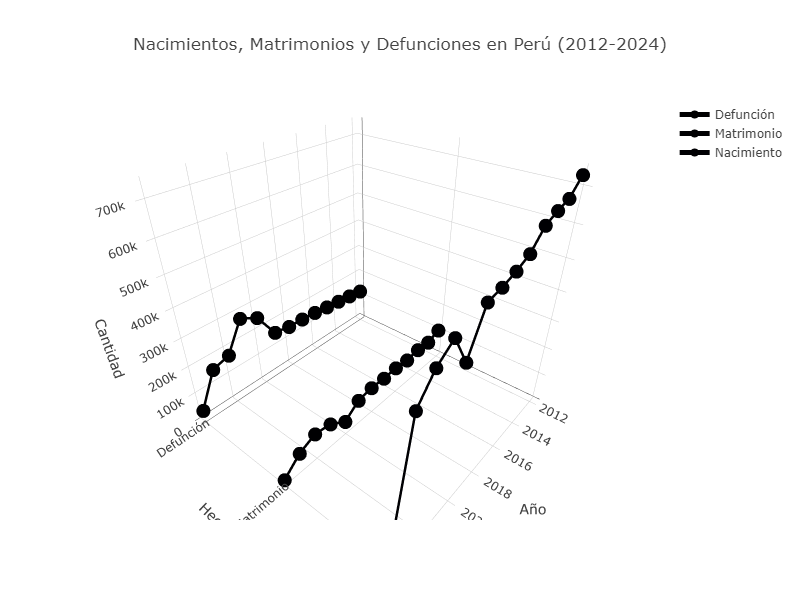 Nacimientos, Matrimonios y Defunciones en Perú (2012-2024)
Defunción
Matrimonio
Nacimiento
700k
600k
500k
400k
300k
200k
100k
0
Cantidad
Defunción
2012
2014
2016
2018
Año